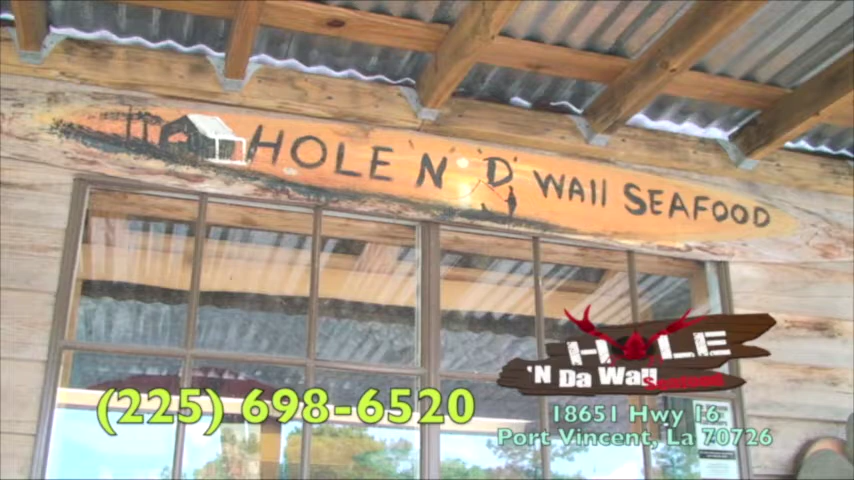 HOLE 'N' 'D' Wall SEAFOOD
HOLE
'N Da Wall
(225) 698-6520
18651 Hwy 16
Port Vincent, La 70726